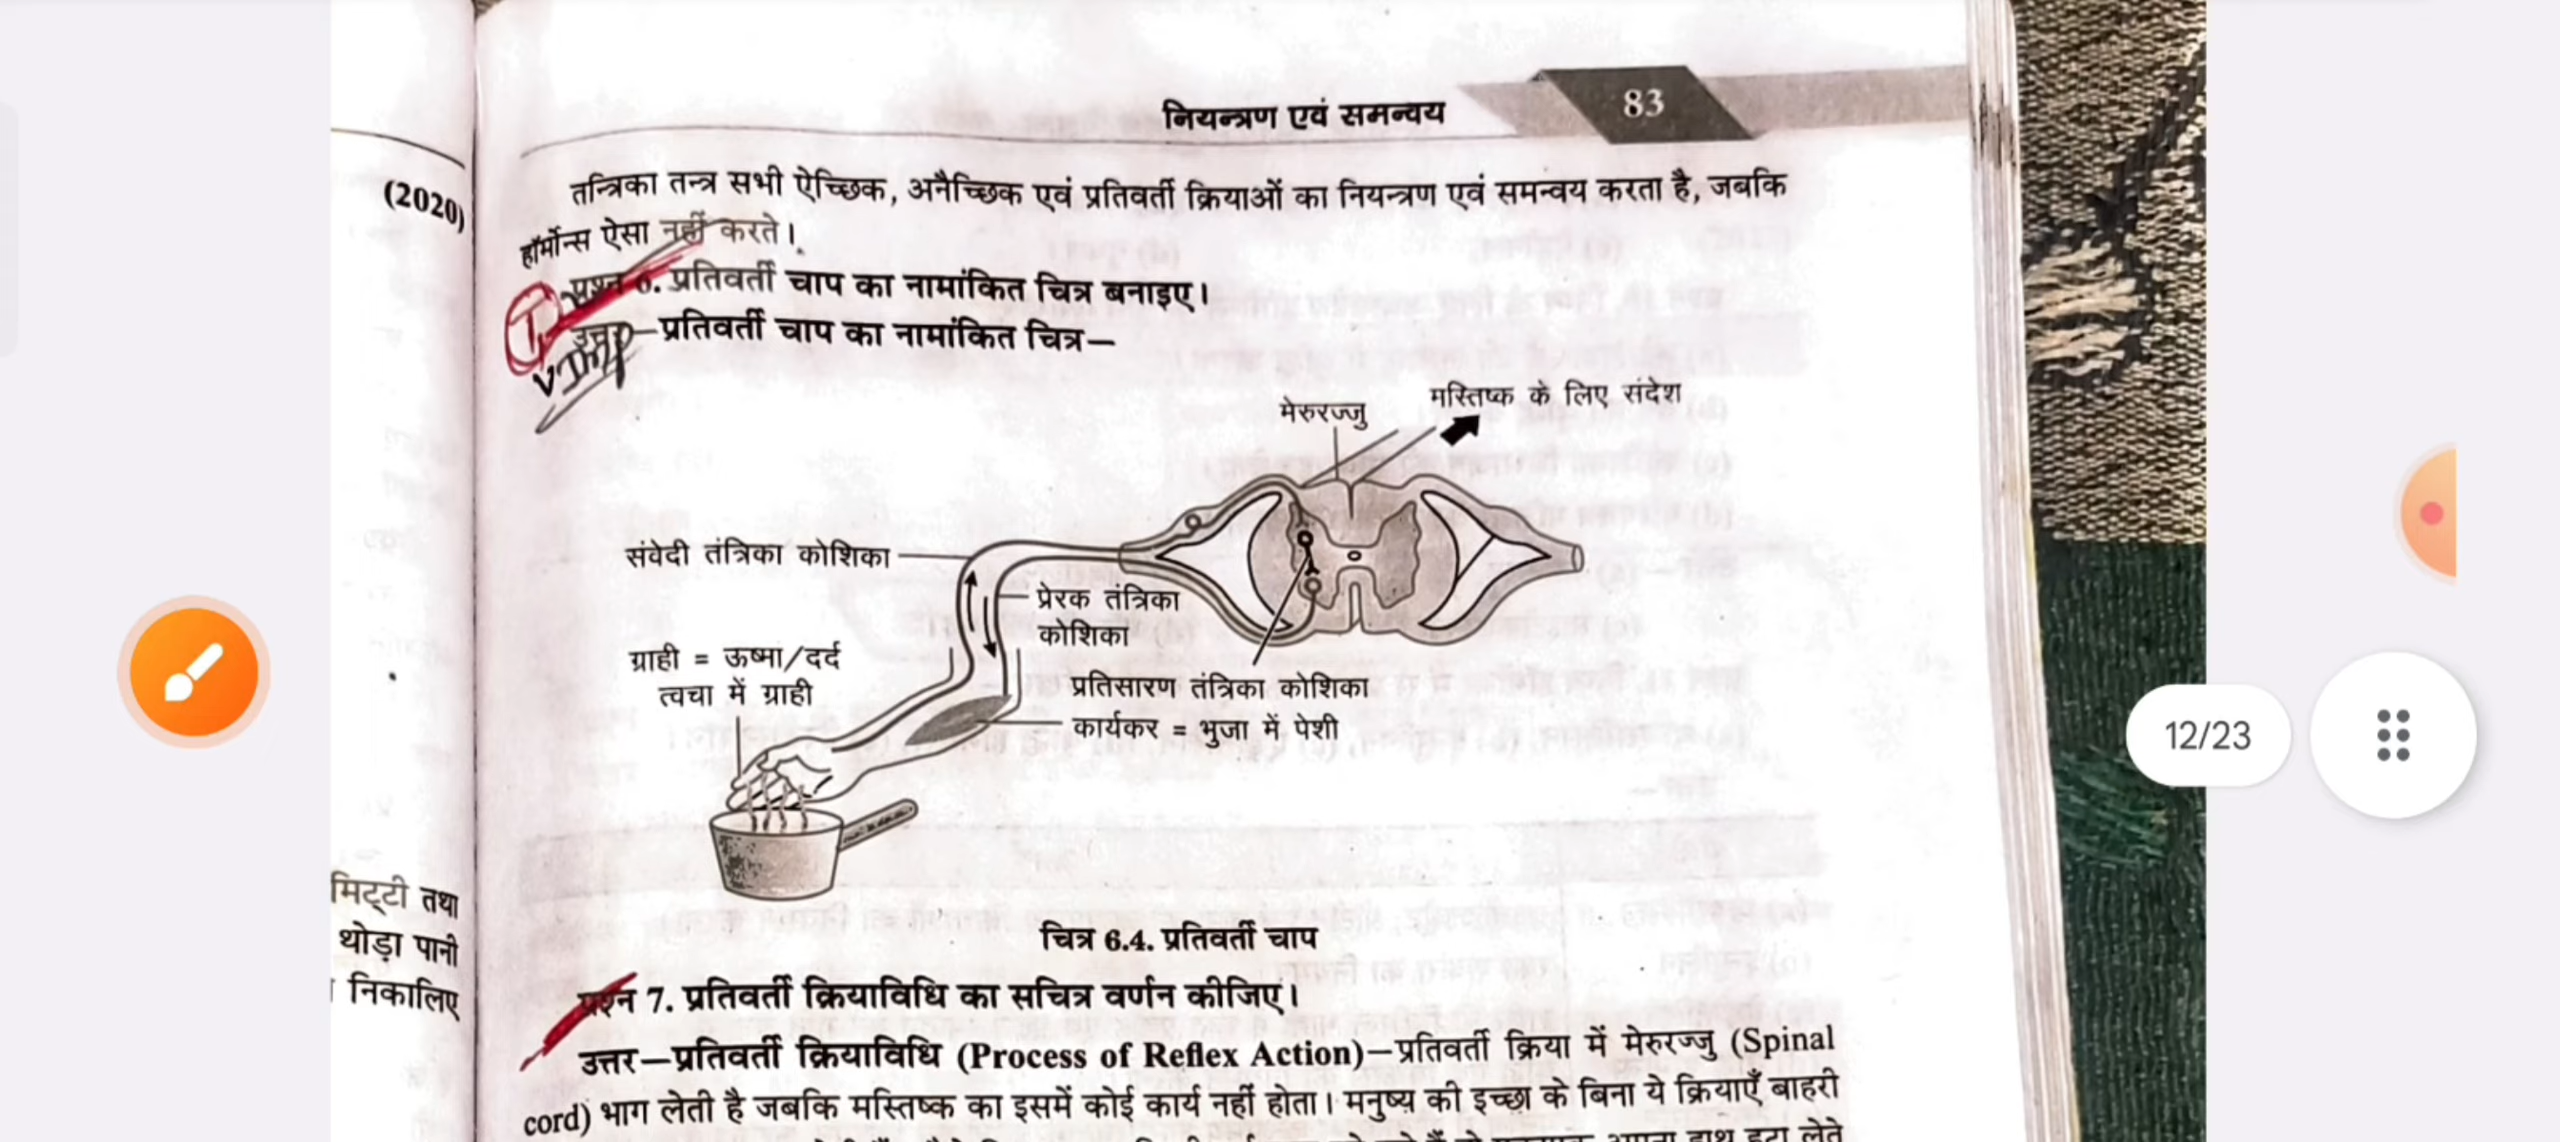 नियन्त्रण एवं समन्वय 83
(2020)
तन्त्रिका तन्त्र सभी ऐच्छिक, अनैच्छिक एवं प्रतिवर्ती क्रियाओं का नियन्त्रण एवं समन्वय करता है, जबकि
हॉर्मोन्स ऐसा नहीं करते।
प्रश्न 6. प्रतिवर्ती चाप का नामांकित चित्र बनाइए।
उत्तर—प्रतिवर्ती चाप का नामांकित चित्र—
V Imp
मस्तिष्क के लिए संदेश
मेरुरज्जु
संवेदी तंत्रिका कोशिका
प्रेरक तंत्रिका
कोशिका
ग्राही = ऊष्मा/दर्द
त्वचा में ग्राही
प्रतिसारण तंत्रिका कोशिका
कार्यकर = भुजा में पेशी
12/23
मिट्टी तथा
थोड़ा पानी
निकालिए
चित्र 6.4. प्रतिवर्ती चाप
प्रश्न 7. प्रतिवर्ती क्रियाविधि का सचित्र वर्णन कीजिए।
उत्तर—प्रतिवर्ती क्रियाविधि (Process of Reflex Action)—प्रतिवर्ती क्रिया में मेरुरज्जु (Spinal
cord) भाग लेती है जबकि मस्तिष्क का इसमें कोई कार्य नहीं होता। मनुष्य की इच्छा के बिना ये क्रियाएँ बाहरी
अपना हाथ हटा लेते